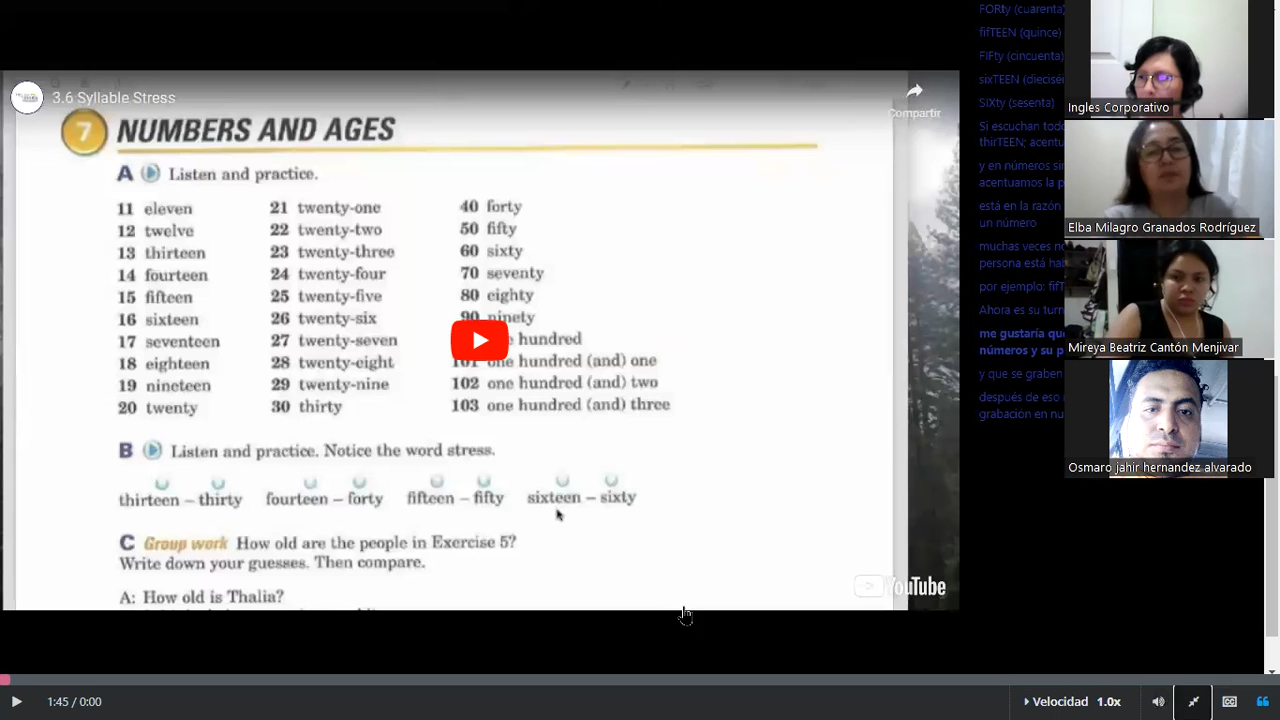 3.6 Syllable Stress
Compartir
7 NUMBERS AND AGES
A Listen and practice.
11 eleven 21 twenty-one 40 forty
12 twelve 22 twenty-two 50 fifty
13 thirteen 23 twenty-three 60 sixty
14 fourteen 24 twenty-four 70 seventy
15 fifteen 25 twenty-five 80 eighty
16 sixteen 26 twenty-six 90 ninety
17 seventeen 27 twenty-seven hundred
18 eighteen 28 twenty-eight 101 one hundred (and) one
19 nineteen 29 twenty-nine 102 one hundred (and) two
20 twenty 30 thirty 103 one hundred (and) three
B Listen and practice. Notice the word stress.
thirteen – thirty fourteen – forty fifteen – fifty sixteen – sixty
C Group work How old are the people in Exercise 5?
Write down your guesses. Then compare.
A: How old is Thalia?
YouTube
FORty (cuarenta)
fifTEEN (quince)
FIFty (cincuenta)
sixTEEN (dieciséi
SIXty (sesenta)
Si escuchan todo
thirTEEN; acentu
y en números si
acentuamos la p
está en la razón
un número
muchas veces no
persona está hab
por ejemplo: fifT
Ahora es su turn
me gustaría que
números y su p
y que se graben
después de eso
grabación en nu
Ingles Corporativo
Elba Milagro Granados Rodríguez
Mireya Beatriz Cantón Menjivar
Osmaro jahir hernandez alvarado
1:45 / 0:00
Velocidad 1.0x